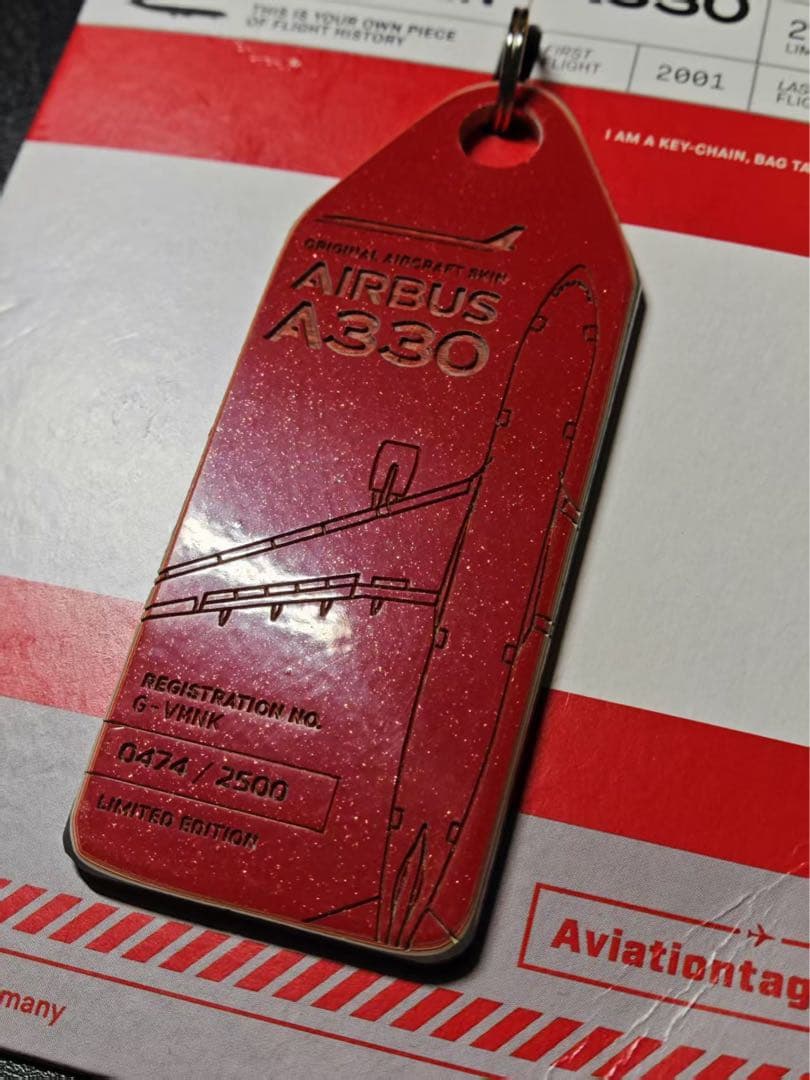 A330
THIS IS YOUR OWN PIECE
OF FLIGHT HISTORY
FIRST
FLIGHT
2001
I AM A KEY-CHAIN, BAG TA
ORIGINAL AIRCRAFT SKIN
AIRBUS
A330
REGISTRATION NO.
G-VMNK
0474 / 2500
LIMITED EDITION
Aviationtag
many